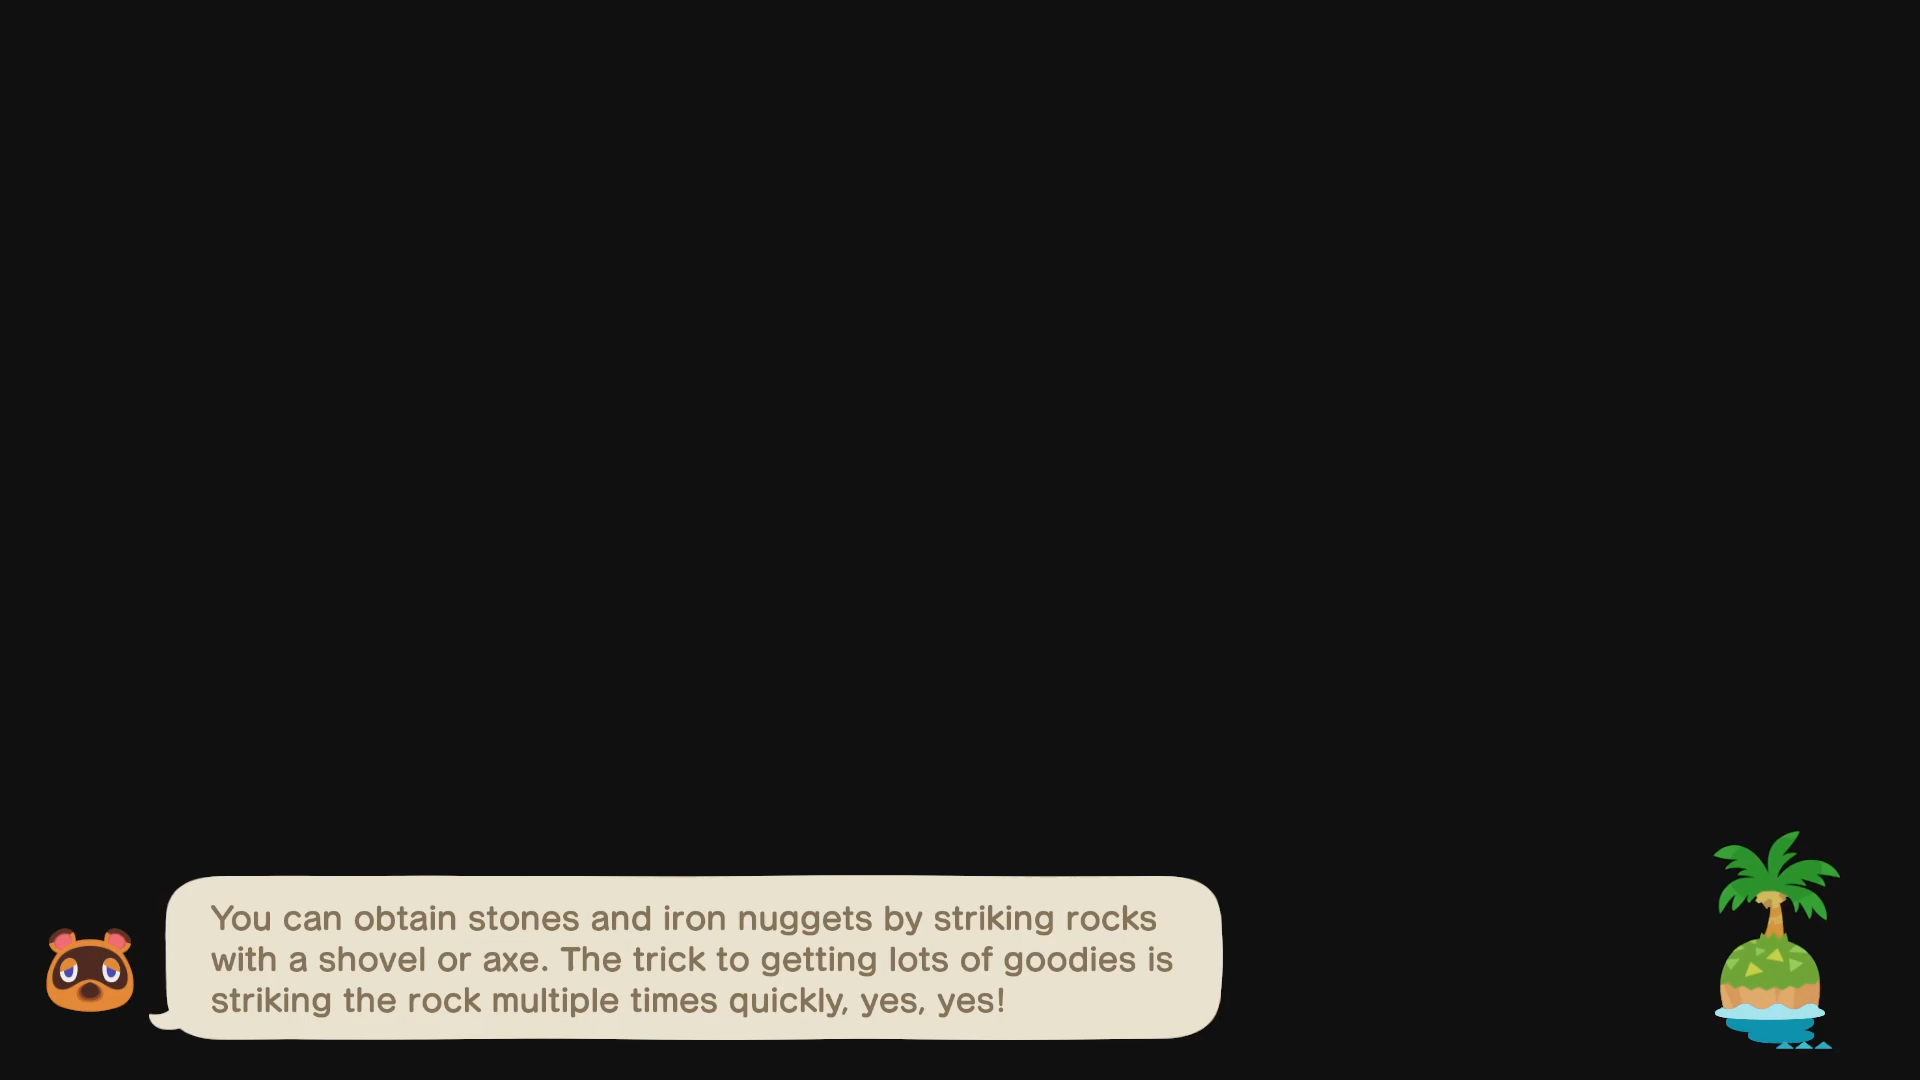 You can obtain stones and iron nuggets by striking rocks
with a shovel or axe. The trick to getting lots of goodies is
striking the rock multiple times quickly, yes, yes!